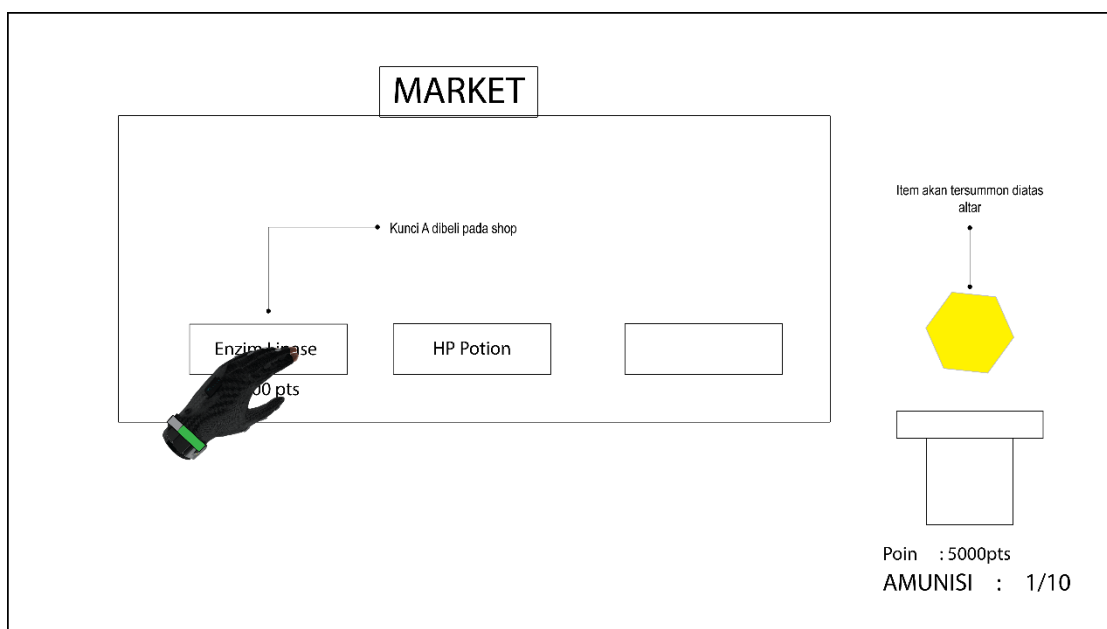 MARKET
Item akan tersummon diatas
altar
Kunci A dibeli pada shop
Enzim
HP Potion
pts
Poin : 5000pts
AMUNISI : 1/10